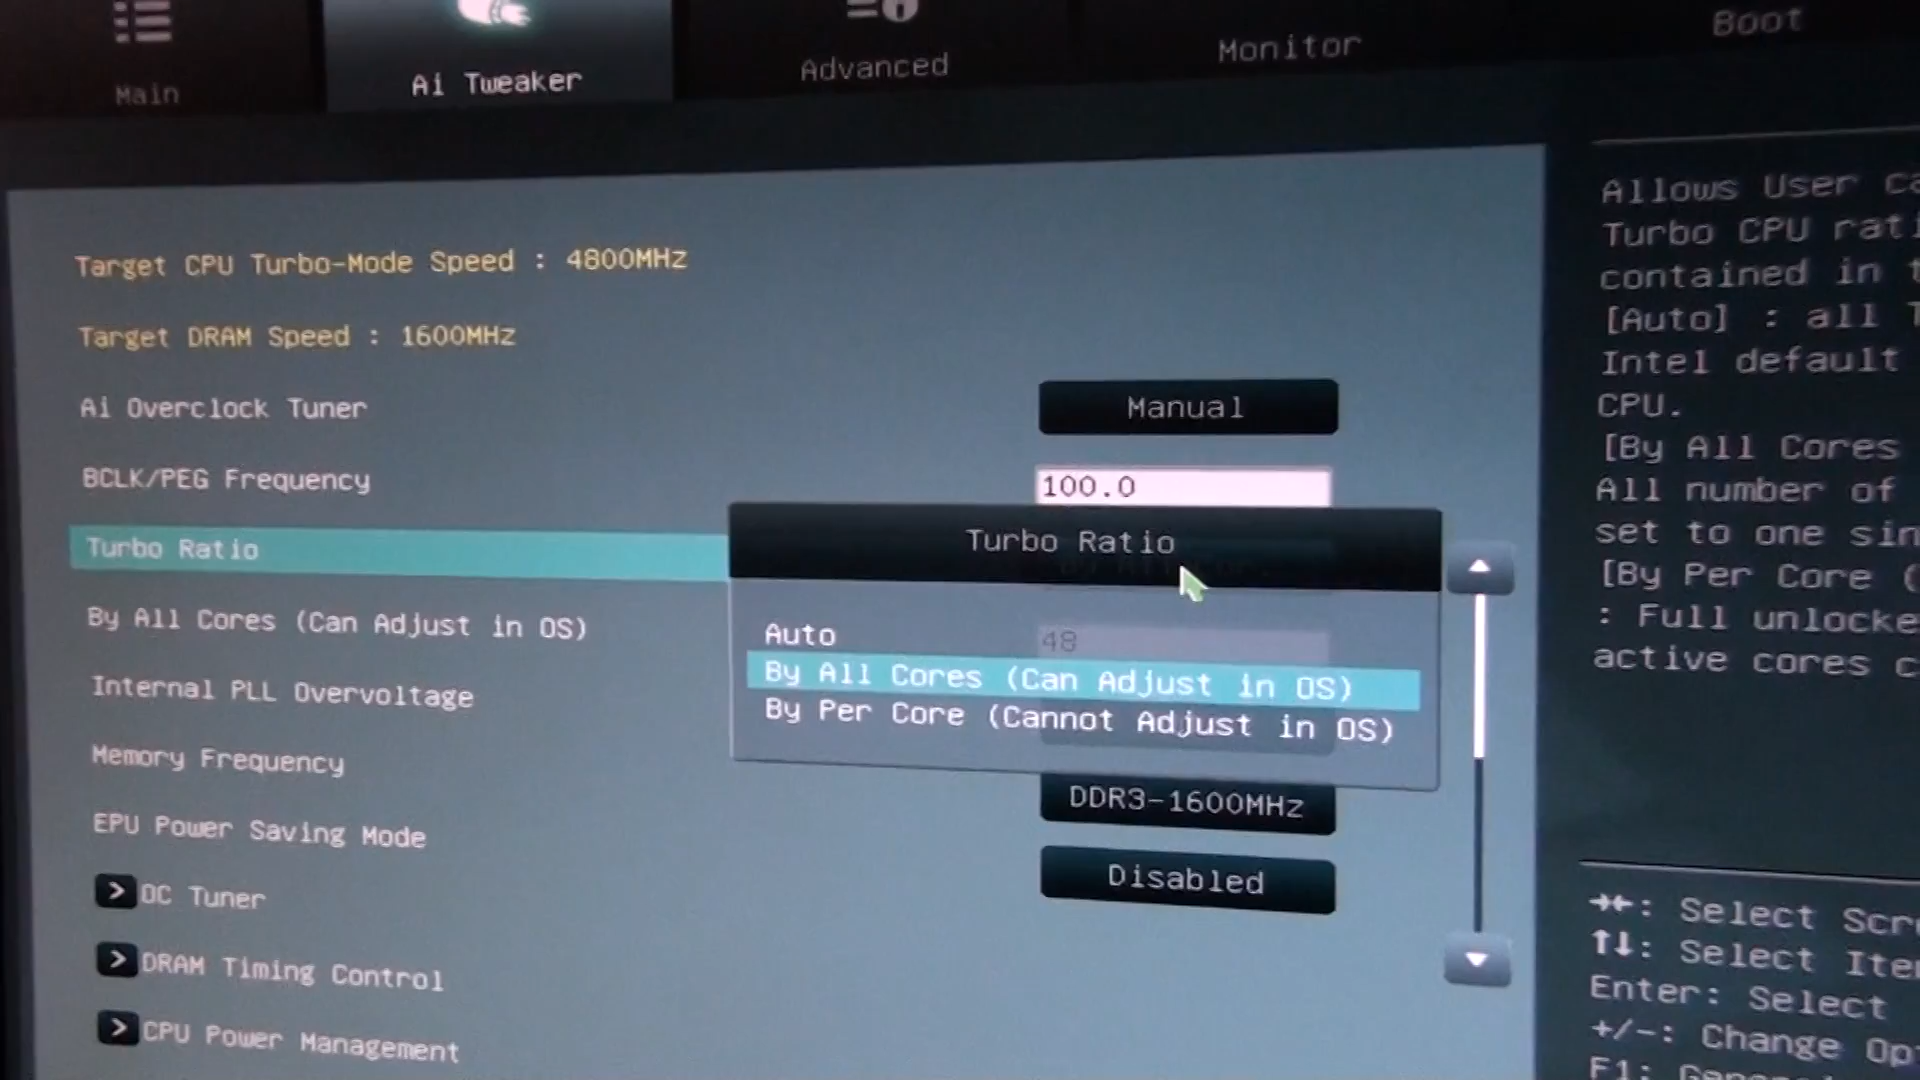 Main
Ai Tweaker
Advanced
Monitor
Boot
Target CPU Turbo-Mode Speed : 4800MHz
Target DRAM Speed : 1600MHz
Ai Overclock Tuner
Manual
BCLK/PEG Frequency
100.0
Turbo Ratio
By All Cores (Can Adjust in OS)
48
Internal PLL Overvoltage
Memory Frequency
DDR3-1600MHz
EPU Power Saving Mode
Disabled
> OC Tuner
> DRAM Timing Control
> CPU Power Management
Turbo Ratio
Auto
By All Cores (Can Adjust in OS)
By Per Core (Cannot Adjust in OS)
Allows User
Turbo CPU
contained in
[Auto] : all
Intel default
CPU.
[By All Cores
All number of
set to one
[By Per Core (
: Full
active cores
→←: Select
↑↓: Select
Enter: Select
+/-: Change
F1: